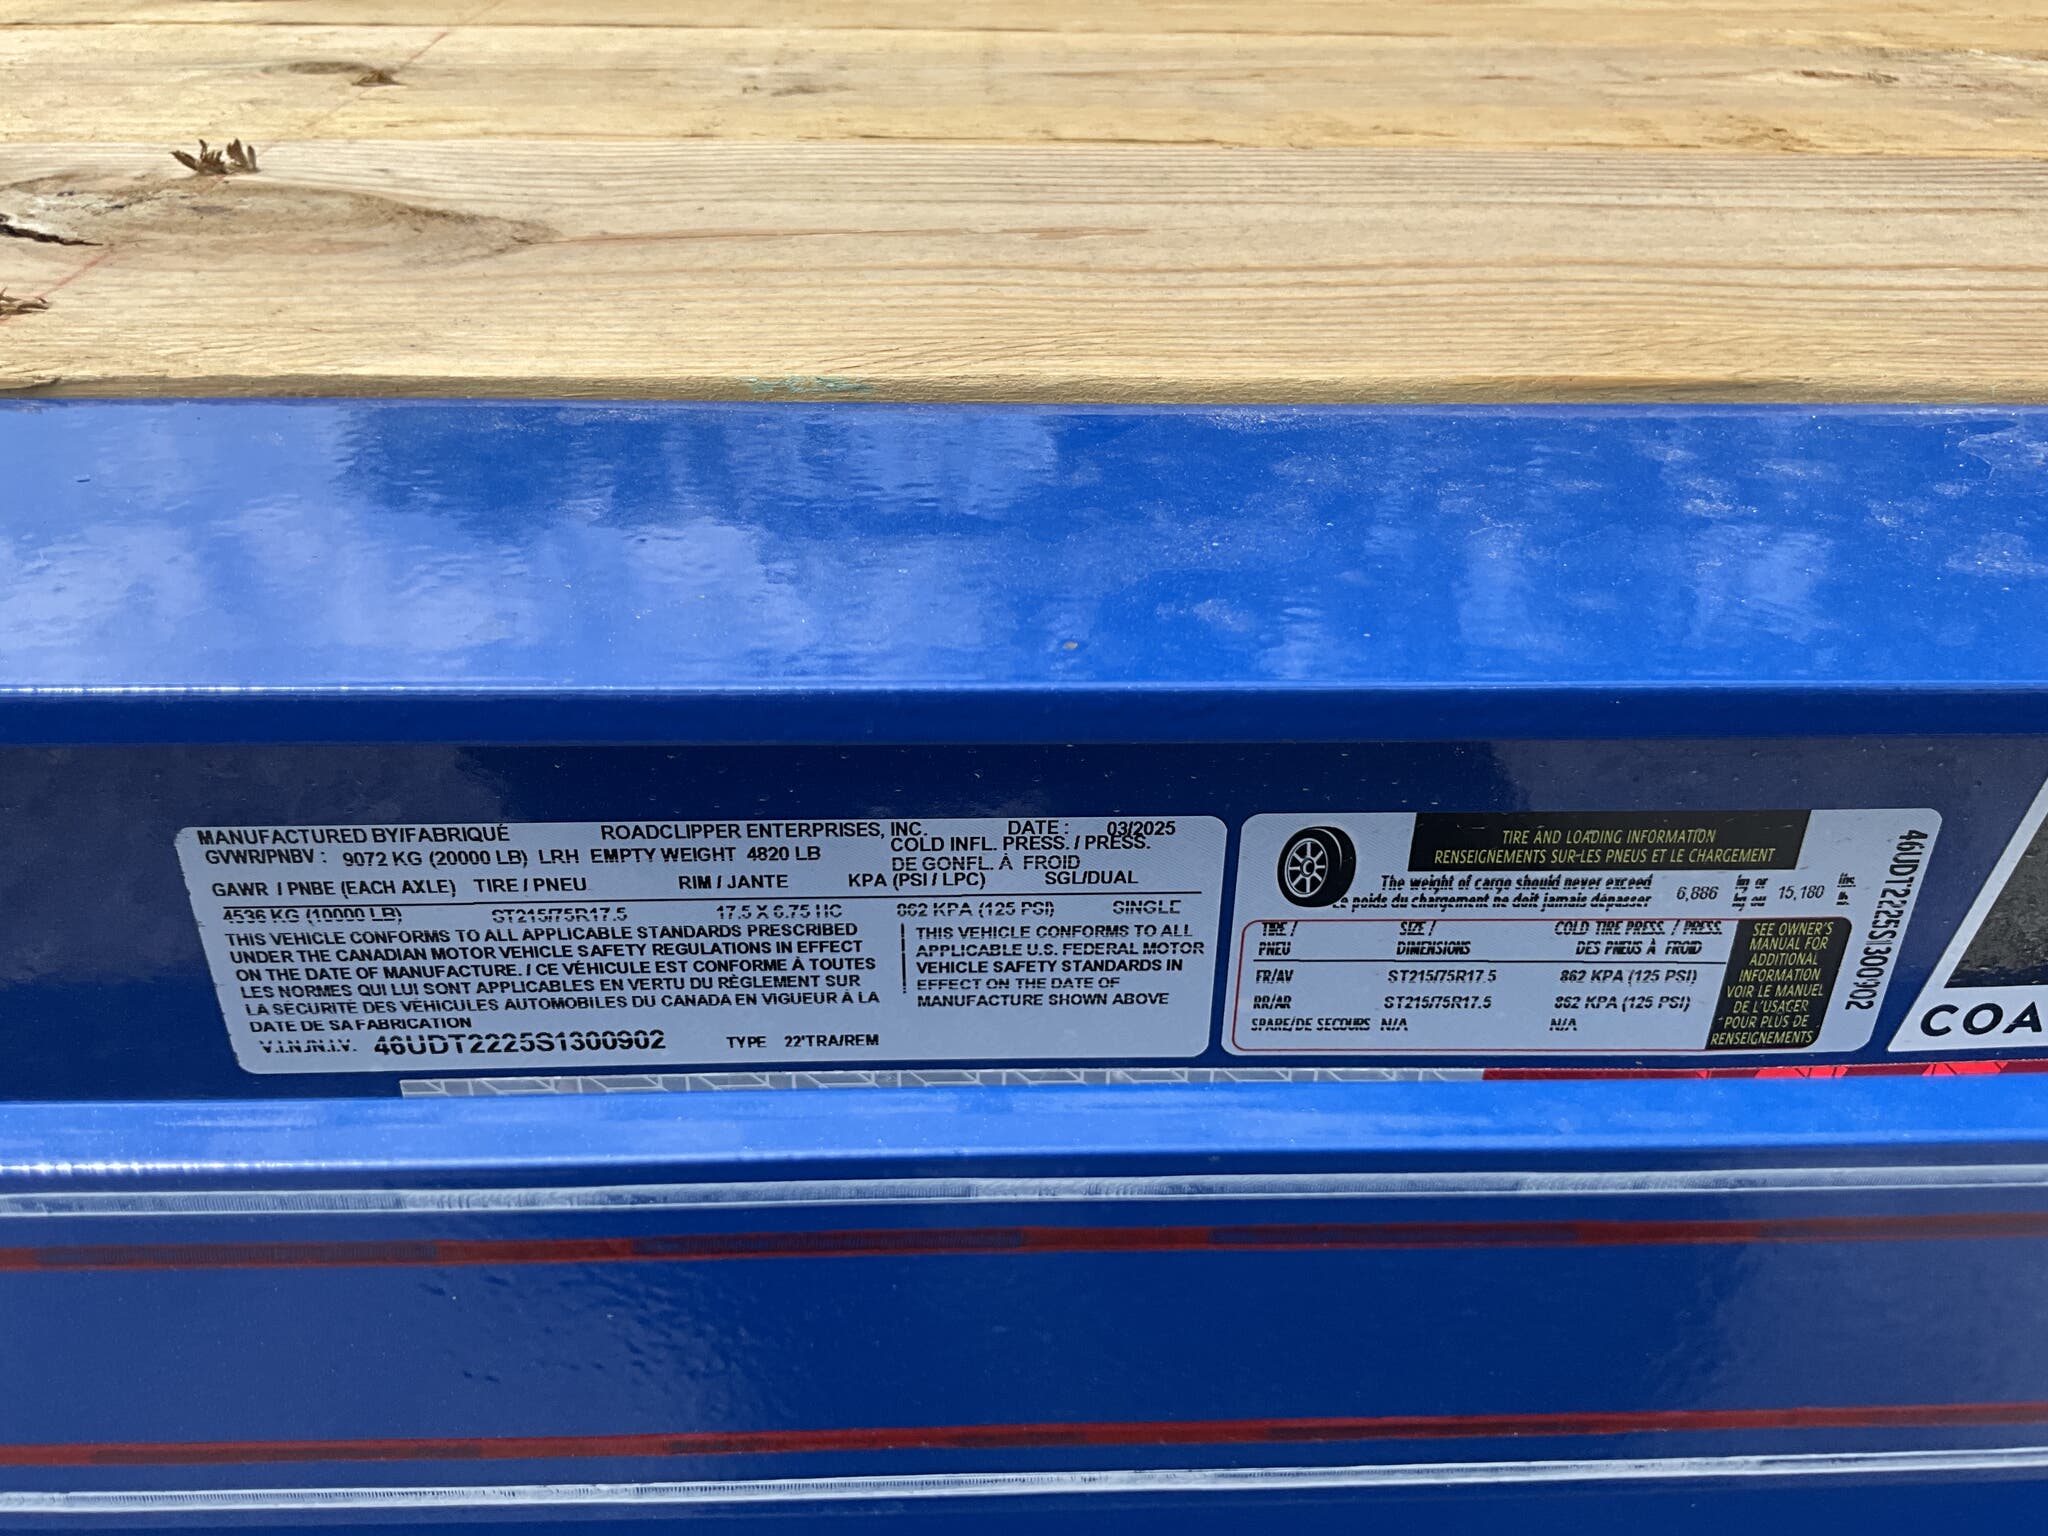 MANUFACTURED BY/FABRIQUÉ ROADCLIPPER ENTERPRISES, INC. DATE : 03/2025
GVWR/PNBV : 9072 KG (20000 LB) LRH EMPTY WEIGHT 4820 LB COLD INFL. PRESS. / PRESS.
DE GONFL. À FROID
GAWR / PNBE (EACH AXLE) TIRE / PNEU RIM / JANTE KPA (PSI / LPC) SGL/DUAL
4536 KG (10000 LB) ST215/75R17.5 17.5 X 6.75 HC 862 KPA (125 PSI) SINGLE
THIS VEHICLE CONFORMS TO ALL APPLICABLE STANDARDS PRESCRIBED
UNDER THE CANADIAN MOTOR VEHICLE SAFETY REGULATIONS IN EFFECT
ON THE DATE OF MANUFACTURE. / CE VÉHICULE EST CONFORME À TOUTES
LES NORMES QUI LUI SONT APPLICABLES EN VERTU DU RÈGLEMENT SUR
LA SÉCURITÉ DES VÉHICULES AUTOMOBILES DU CANADA EN VIGUEUR À LA
DATE DE SA FABRICATION
THIS VEHICLE CONFORMS TO ALL
APPLICABLE U.S. FEDERAL MOTOR
VEHICLE SAFETY STANDARDS IN
EFFECT ON THE DATE OF
MANUFACTURE SHOWN ABOVE
V.I.N./N.I.V. 46UDT2225S1300902 TYPE 22'TRA/REM
TIRE AND LOADING INFORMATION
RENSEIGNEMENTS SUR-LES PNEUS ET LE CHARGEMENT
The weight of cargo should never exceed
Le poids du chargement ne doit jamais dépasser
6,886 kg or 15,180 lbs
kg ou lb
TIRE / SIZE / COLD TIRE PRESS. / PRESS.
PNEU DIMENSIONS DES PNEUS À FROID
FR/AV ST215/75R17.5 862 KPA (125 PSI)
RR/AR ST215/75R17.5 862 KPA (125 PSI)
SPARE/DE SECOURS N/A N/A
SEE OWNER'S
MANUAL FOR
ADDITIONAL
INFORMATION
VOIR LE MANUEL
DE L'USAGER
POUR PLUS DE
RENSEIGNEMENTS
46UDT2225S1300902
COA